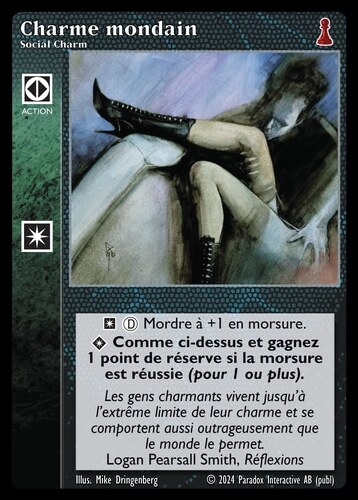 Charme mondain
Social Charm
ACTION
D Mordre à +1 en morsure.
Comme ci-dessus et gagnez
1 point de réserve si la morsure
est réussie (pour 1 ou plus).
Les gens charmants vivent jusqu'à
l'extrême limite de leur charme et se
comportent aussi outrageusement que
le monde le permet.
Logan Pearsall Smith, Réflexions
Illus. Mike Dringenberg
© 2024 Paradox Interactive AB (publ)